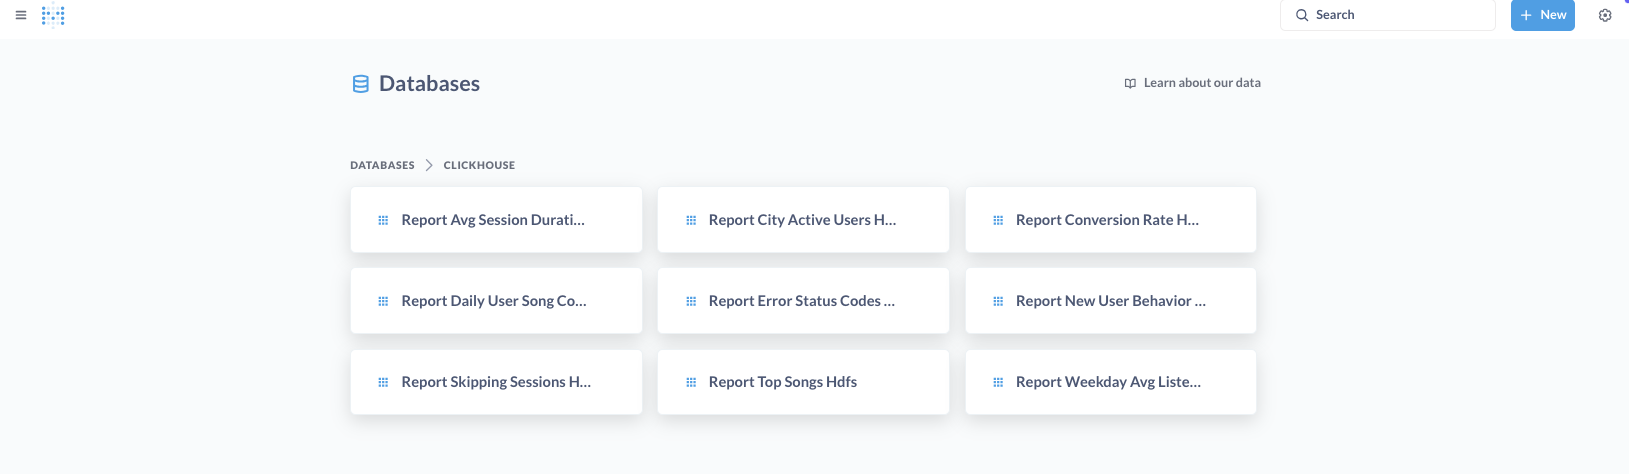 Search
New
Databases
Learn about our data
DATABASES > CLICKHOUSE
Report Avg Session Durati...
Report City Active Users H...
Report Conversion Rate H...
Report Daily User Song Co...
Report Error Status Codes ...
Report New User Behavior ...
Report Skipping Sessions H...
Report Top Songs Hdfs
Report Weekday Avg Liste...